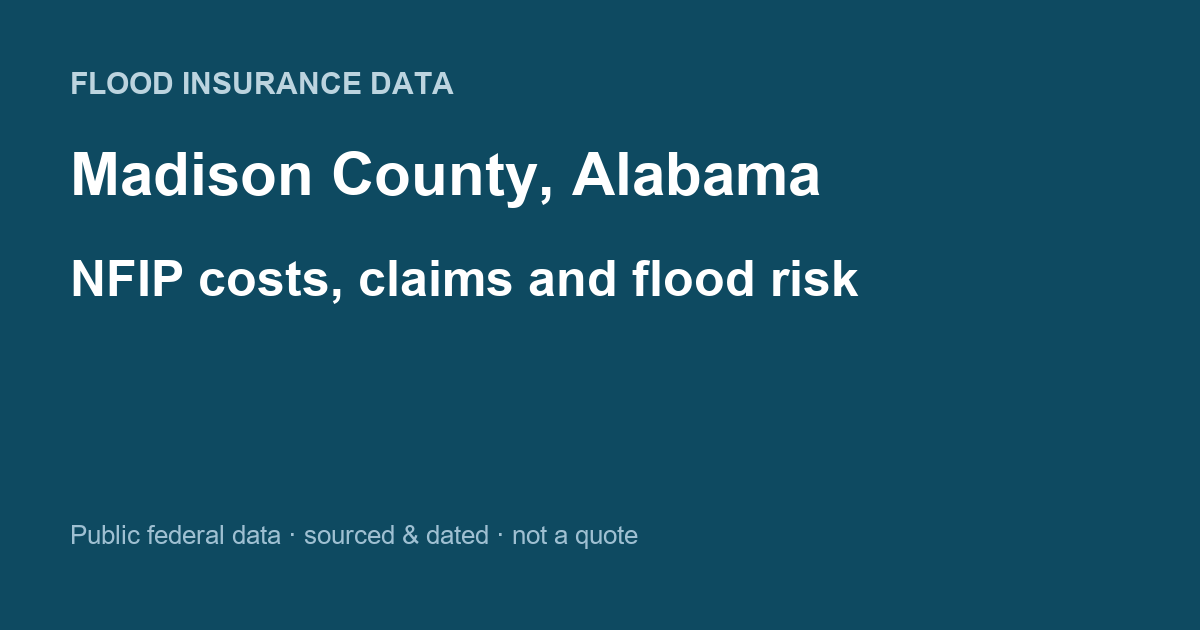 FLOOD INSURANCE DATA
Madison County, Alabama
NFIP costs, claims and flood risk
Public federal data · sourced & dated · not a quote